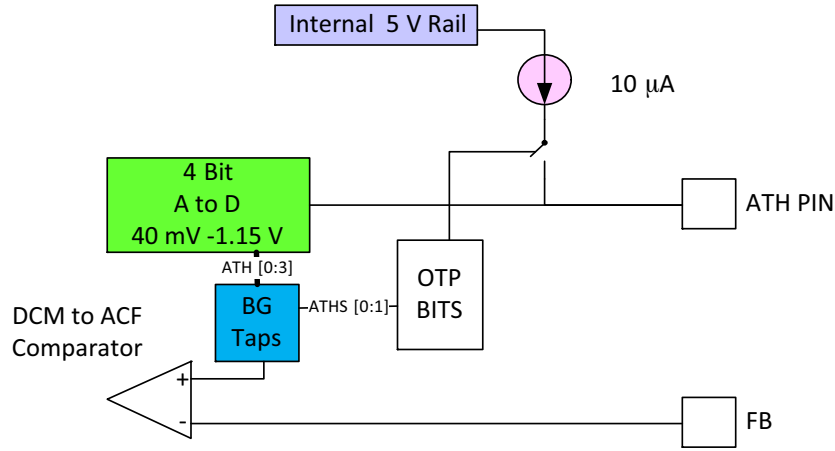 Internal 5 V Rail
10 μA
4 Bit
A to D
40 mV -1.15 V
ATH PIN
ATH [0:3]
OTP
BITS
BG
Taps
ATHS [0:1]
DCM to ACF
Comparator
+
-
FB